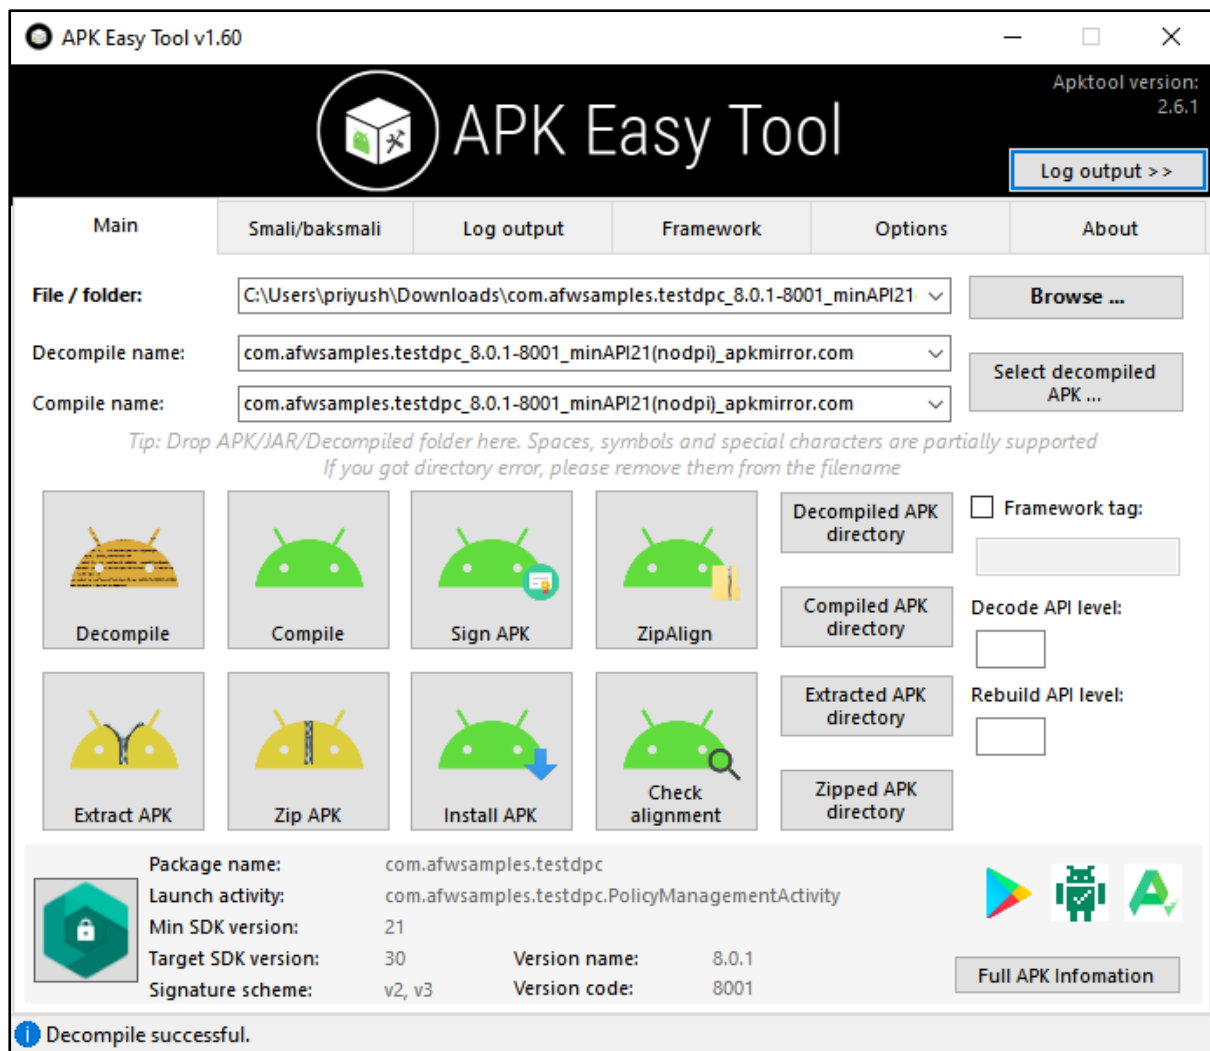 APK Easy Tool v1.60
APK Easy Tool
Apktool version:
2.6.1
Log output >>
Main
Smali/baksmali
Log output
Framework
Options
About
File / folder:
C:\Users\priyush\Downloads\com.afwsamples.testdpc_8.0.1-8001_minAPI21
Browse ...
Decompile name:
com.afwsamples.testdpc_8.0.1-8001_minAPI21(nodpi)_apkmirror.com
Select decompiled
APK ...
Compile name:
com.afwsamples.testdpc_8.0.1-8001_minAPI21(nodpi)_apkmirror.com
Tip: Drop APK/JAR/Decompiled folder here. Spaces, symbols and special characters are partially supported
If you got directory error, please remove them from the filename
Decompile
Compile
Sign APK
ZipAlign
Decompiled APK
directory
Framework tag:
Compiled APK
directory
Decode API level:
Extract APK
Zip APK
Install APK
Check
alignment
Extracted APK
directory
Rebuild API level:
Zipped APK
directory
Package name: com.afwsamples.testdpc
Launch activity: com.afwsamples.testdpc.PolicyManagementActivity
Min SDK version: 21
Target SDK version: 30 Version name: 8.0.1
Signature scheme: v2, v3 Version code: 8001
Full APK Infomation
Decompile successful.